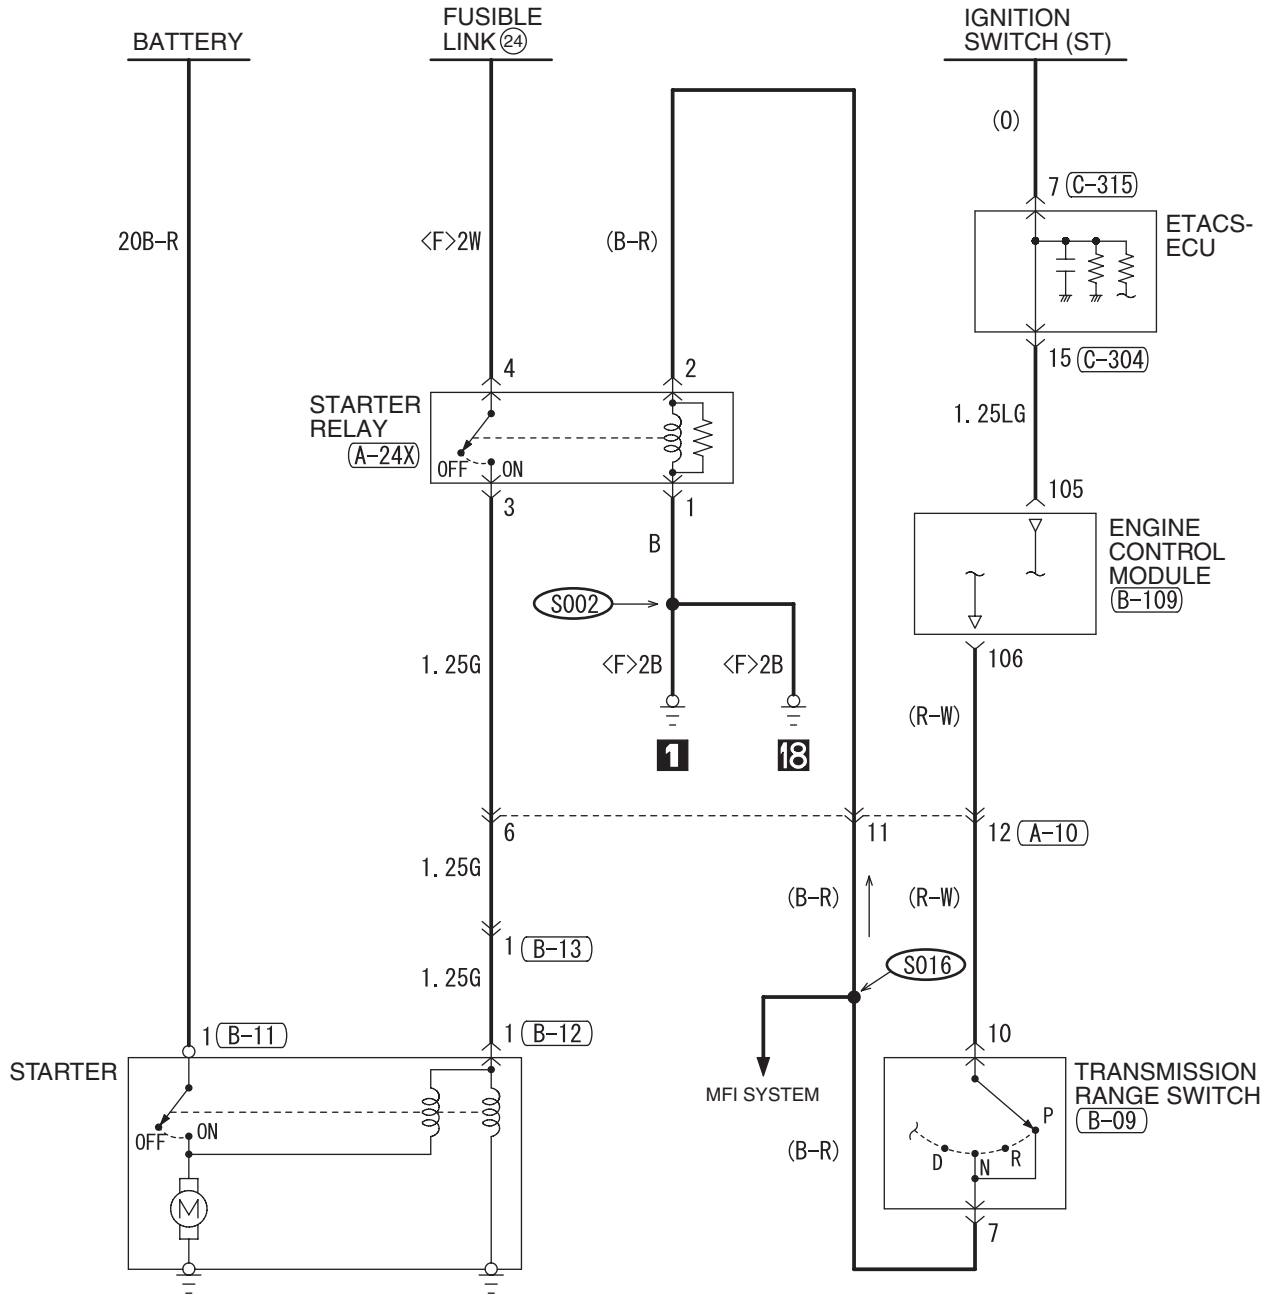 BATTERY
FUSIBLE
LINK 24
IGNITION
SWITCH (ST)
(O)
7 C-315
ETACS-
ECU
20B-R
<F>2W
(B-R)
15 C-304
4
2
STARTER
RELAY
A-24X
OFF
ON
1.25LG
3
1
105
B
ENGINE
CONTROL
MODULE
B-109
S002
1.25G
<F>2B
<F>2B
106
(R-W)
1
18
6
11
12 A-10
1.25G
(B-R)
(R-W)
1 B-13
S016
1.25G
1 B-11
1 B-12
10
STARTER
MFI SYSTEM
TRANSMISSION
RANGE SWITCH
B-09
OFF
ON
(B-R)
P
D
N
R
M
7